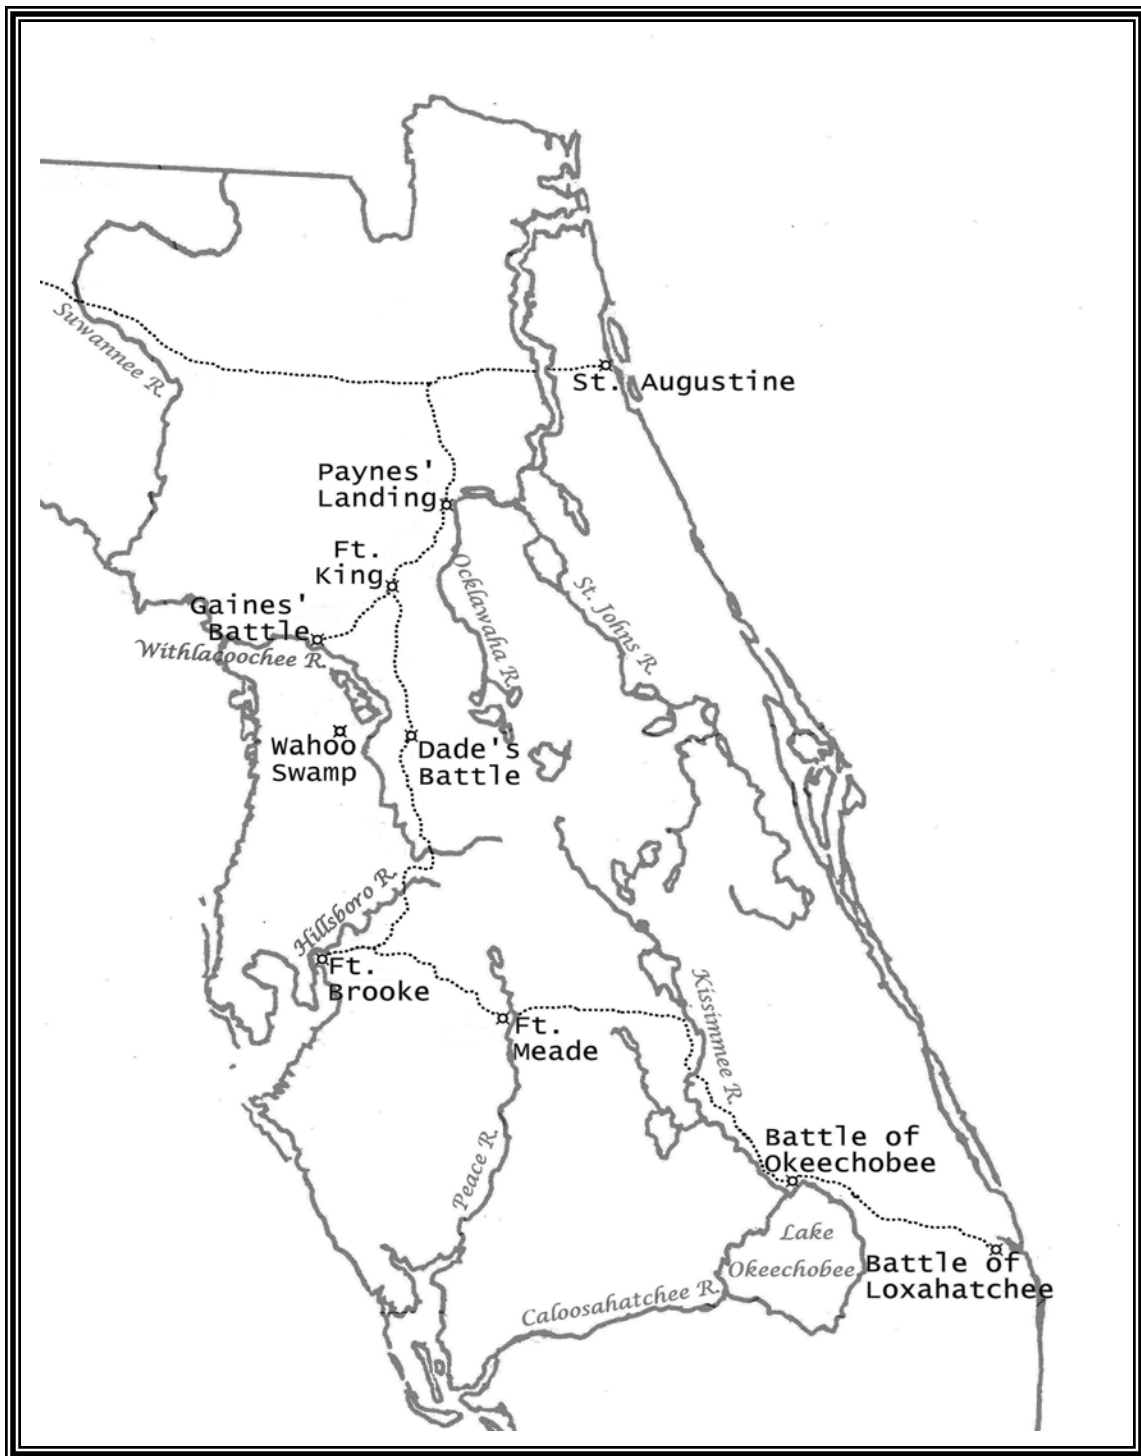 Suwannee R.
St. Augustine
Paynes'
Landing
Ft.
King
Ocklawaha R.
St. Johns R.
Gaines'
Battle
Withlacoochee R.
Wahoo
Swamp
Dade's
Battle
Hillsboro R.
Ft.
Brooke
Ft.
Meade
Kissimmee R.
Peace R.
Battle of
Okeechobee
Lake
Okeechobee
Battle of
Loxahatchee
Caloosahatchee R.